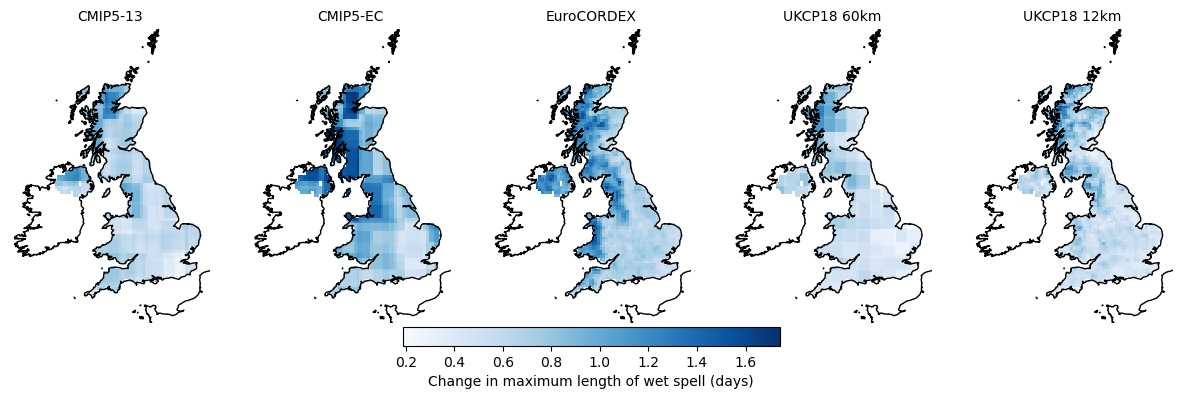 CMIP5-13 CMIP5-EC EuroCORDEX UKCP18 60km UKCP18 12km
0.2 0.4 0.6 0.8 1.0 1.2 1.4 1.6
Change in maximum length of wet spell (days)